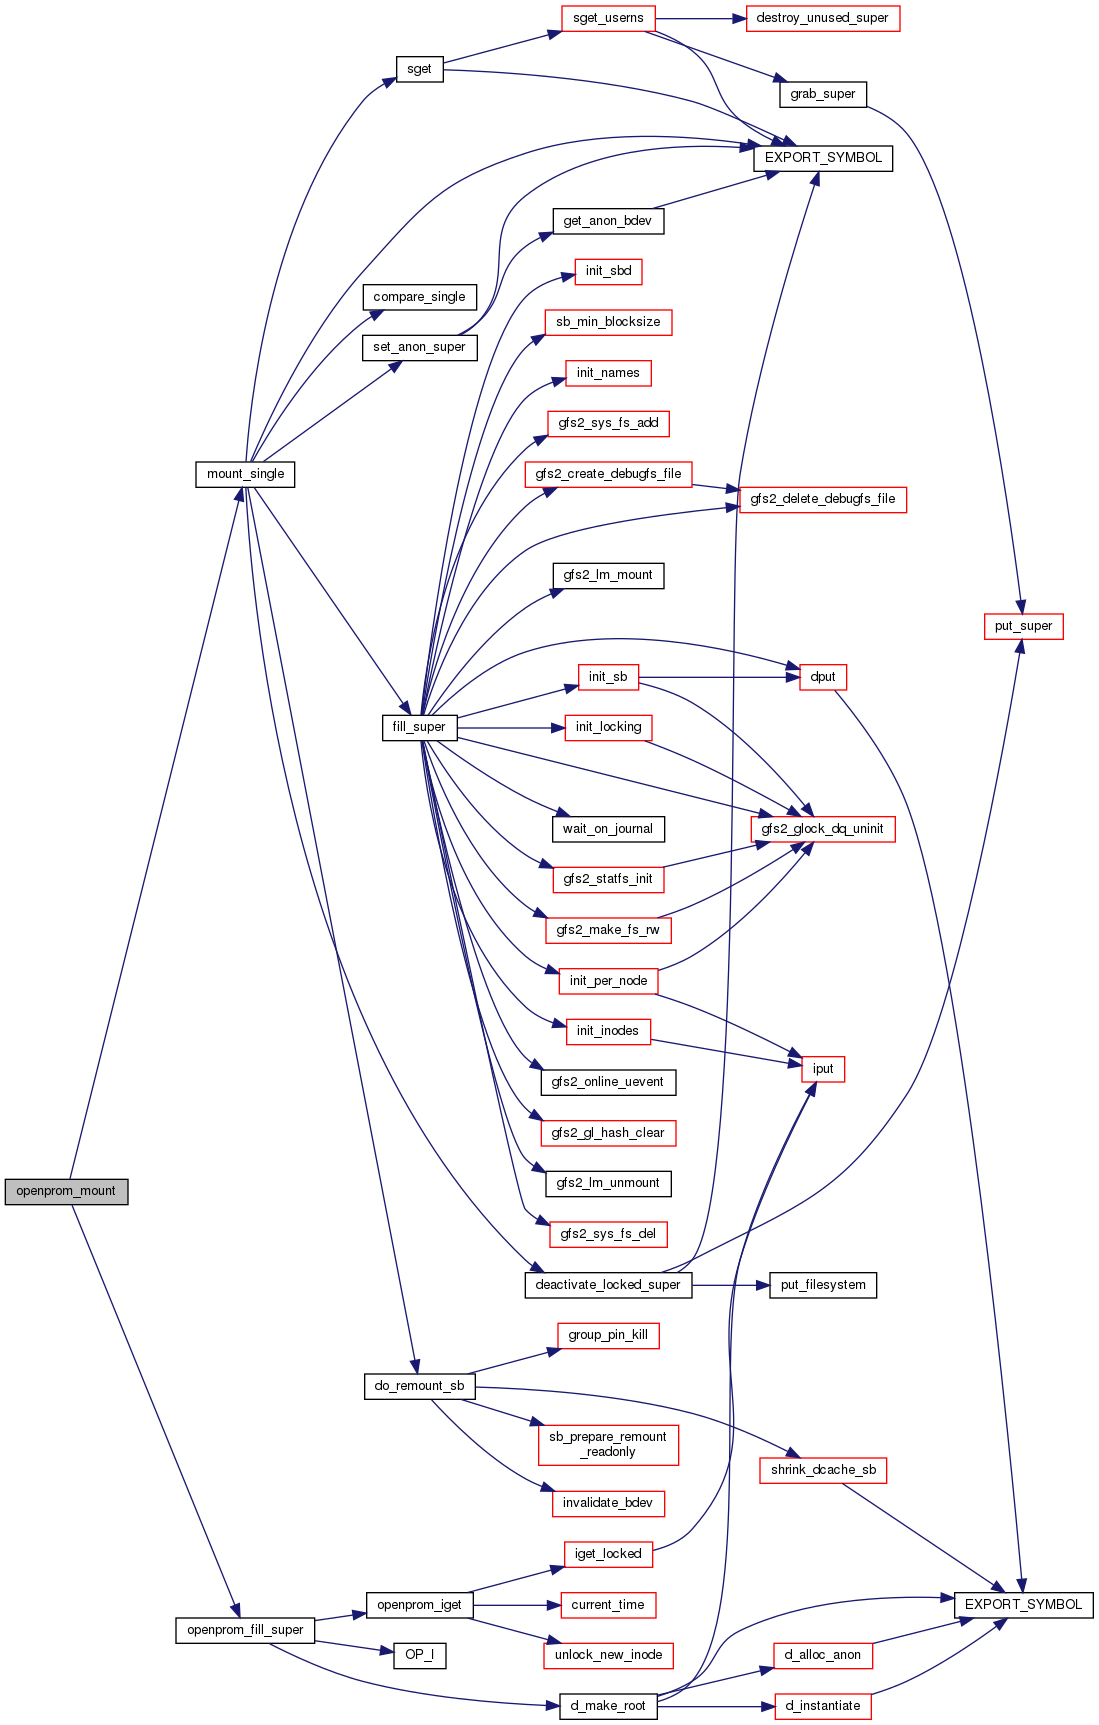 sget_userns
destroy_unused_super
sget
grab_super
EXPORT_SYMBOL
get_anon_bdev
init_sbd
compare_single
sb_min_blocksize
set_anon_super
init_names
gfs2_sys_fs_add
mount_single
gfs2_create_debugfs_file
gfs2_delete_debugfs_file
gfs2_lm_mount
put_super
init_sb
dput
fill_super
init_locking
wait_on_journal
gfs2_glock_dq_uninit
gfs2_statfs_init
gfs2_make_fs_rw
init_per_node
init_inodes
iput
gfs2_online_uevent
gfs2_gl_hash_clear
gfs2_lm_unmount
openprom_mount
gfs2_sys_fs_del
deactivate_locked_super
put_filesystem
group_pin_kill
do_remount_sb
sb_prepare_remount
_readonly
shrink_dcache_sb
invalidate_bdev
iget_locked
openprom_iget
current_time
EXPORT_SYMBOL
openprom_fill_super
OP_I
unlock_new_inode
d_alloc_anon
d_make_root
d_instantiate